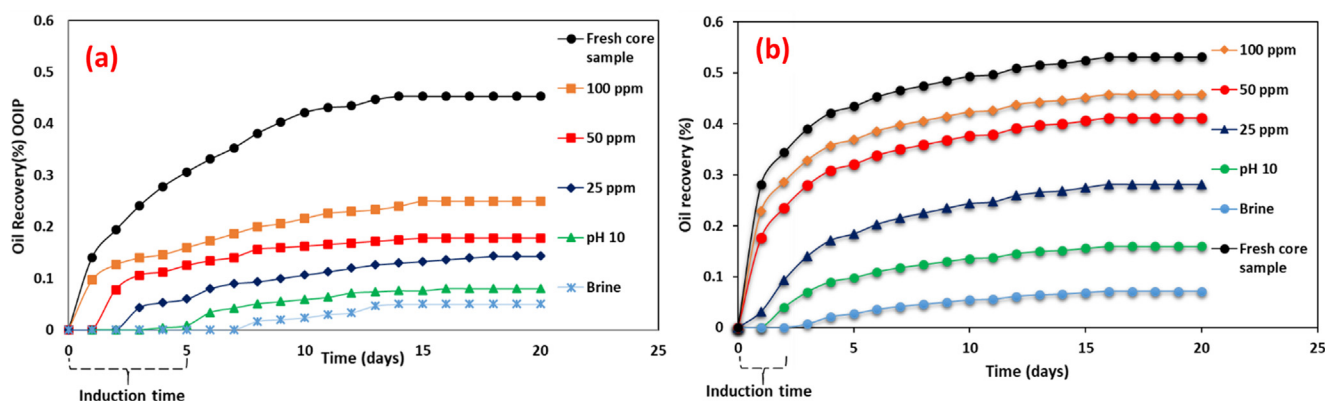 (a)
Oil Recovery(%) OOIP
0.6
0.5
0.4
0.3
0.2
0.1
0
0
5
10
15
20
25
Time (days)
Induction time
Fresh core
sample
100 ppm
50 ppm
25 ppm
pH 10
Brine
(b)
Oil recovery (%)
0.6
0.5
0.4
0.3
0.2
0.1
0
0
5
10
15
20
25
Time (days)
Induction time
100 ppm
50 ppm
25 ppm
pH 10
Brine
Fresh core
sample